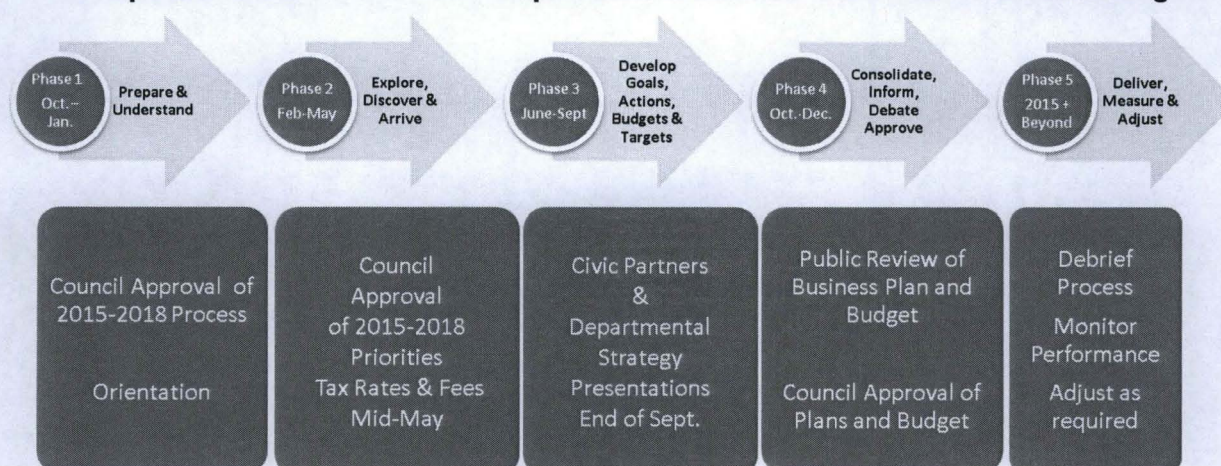 Phase 1
Oct.–
Jan.
Prepare &
Understand
Phase 2
Feb-May
Explore,
Discover &
Arrive
Phase 3
June-Sept
Develop
Goals,
Actions,
Budgets &
Targets
Phase 4
Oct.-Dec.
Consolidate,
Inform,
Debate
Approve
Phase 5
2015 +
Beyond
Deliver,
Measure &
Adjust
Council Approval of
2015-2018 Process
Orientation
Council
Approval
of 2015-2018
Priorities
Tax Rates & Fees
Mid-May
Civic Partners
&
Departmental
Strategy
Presentations
End of Sept.
Public Review of
Business Plan and
Budget
Council Approval of
Plans and Budget
Debrief
Process
Monitor
Performance
Adjust as
required